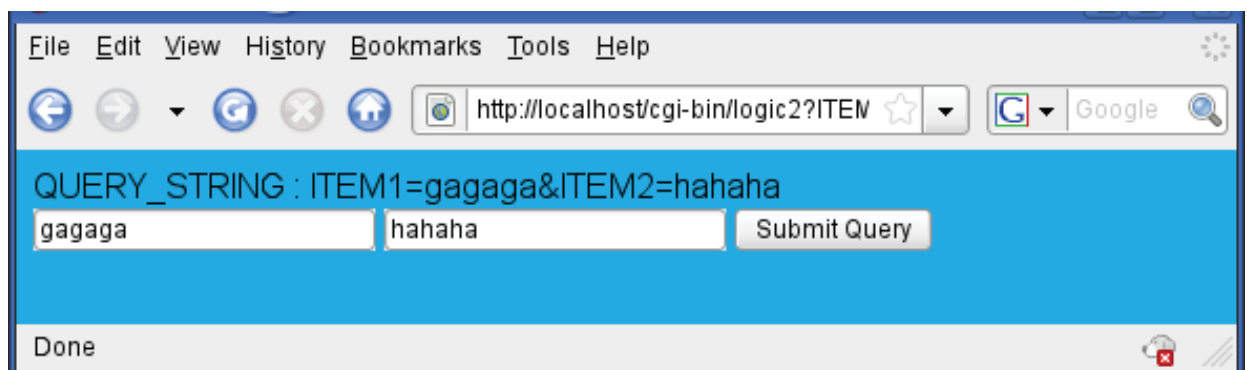 File Edit View History Bookmarks Tools Help
http://localhost/cgi-bin/logic2?ITEM G Google
QUERY_STRING : ITEM1=gagaga&ITEM2=hahaha
gagaga hahaha Submit Query
Done